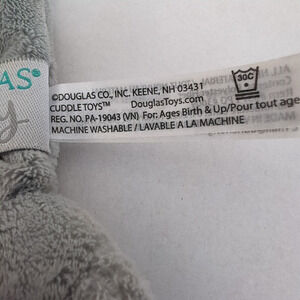 LAS®
©DOUGLAS CO., INC. KEENE, NH 03431
CUDDLE TOYS™ DouglasToys.com
REG. NO. PA-19043 (VN) For: Ages Birth & Up/Pour tout age
MACHINE WASHABLE / LAVABLE A LA MACHINE
30C